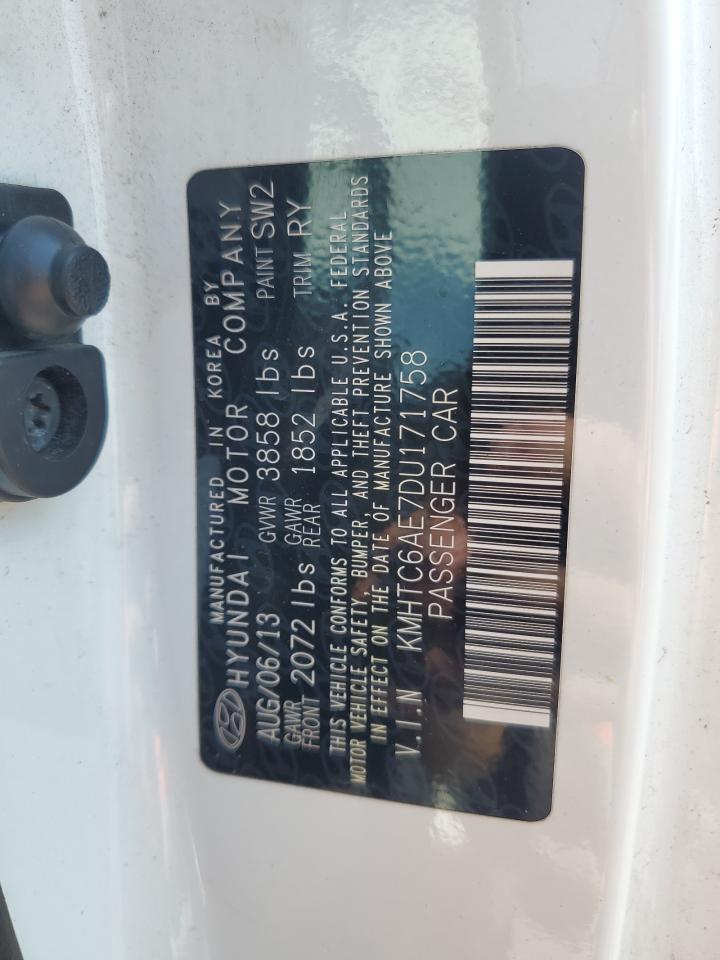 MANUFACTURED IN KOREA BY
HYUNDAI MOTOR COMPANY
AUG/06/13 GVWR 3858 lbs PAINT SW2
GAWR FRONT 2072 lbs GAWR REAR 1852 lbs TRIM RY
THIS VEHICLE CONFORMS TO ALL APPLICABLE U.S.A. FEDERAL
MOTOR VEHICLE SAFETY, BUMPER, AND THEFT PREVENTION STANDARDS
IN EFFECT ON THE DATE OF MANUFACTURE SHOWN ABOVE
V.I.N KMHTC6AE7DU171758
PASSENGER CAR